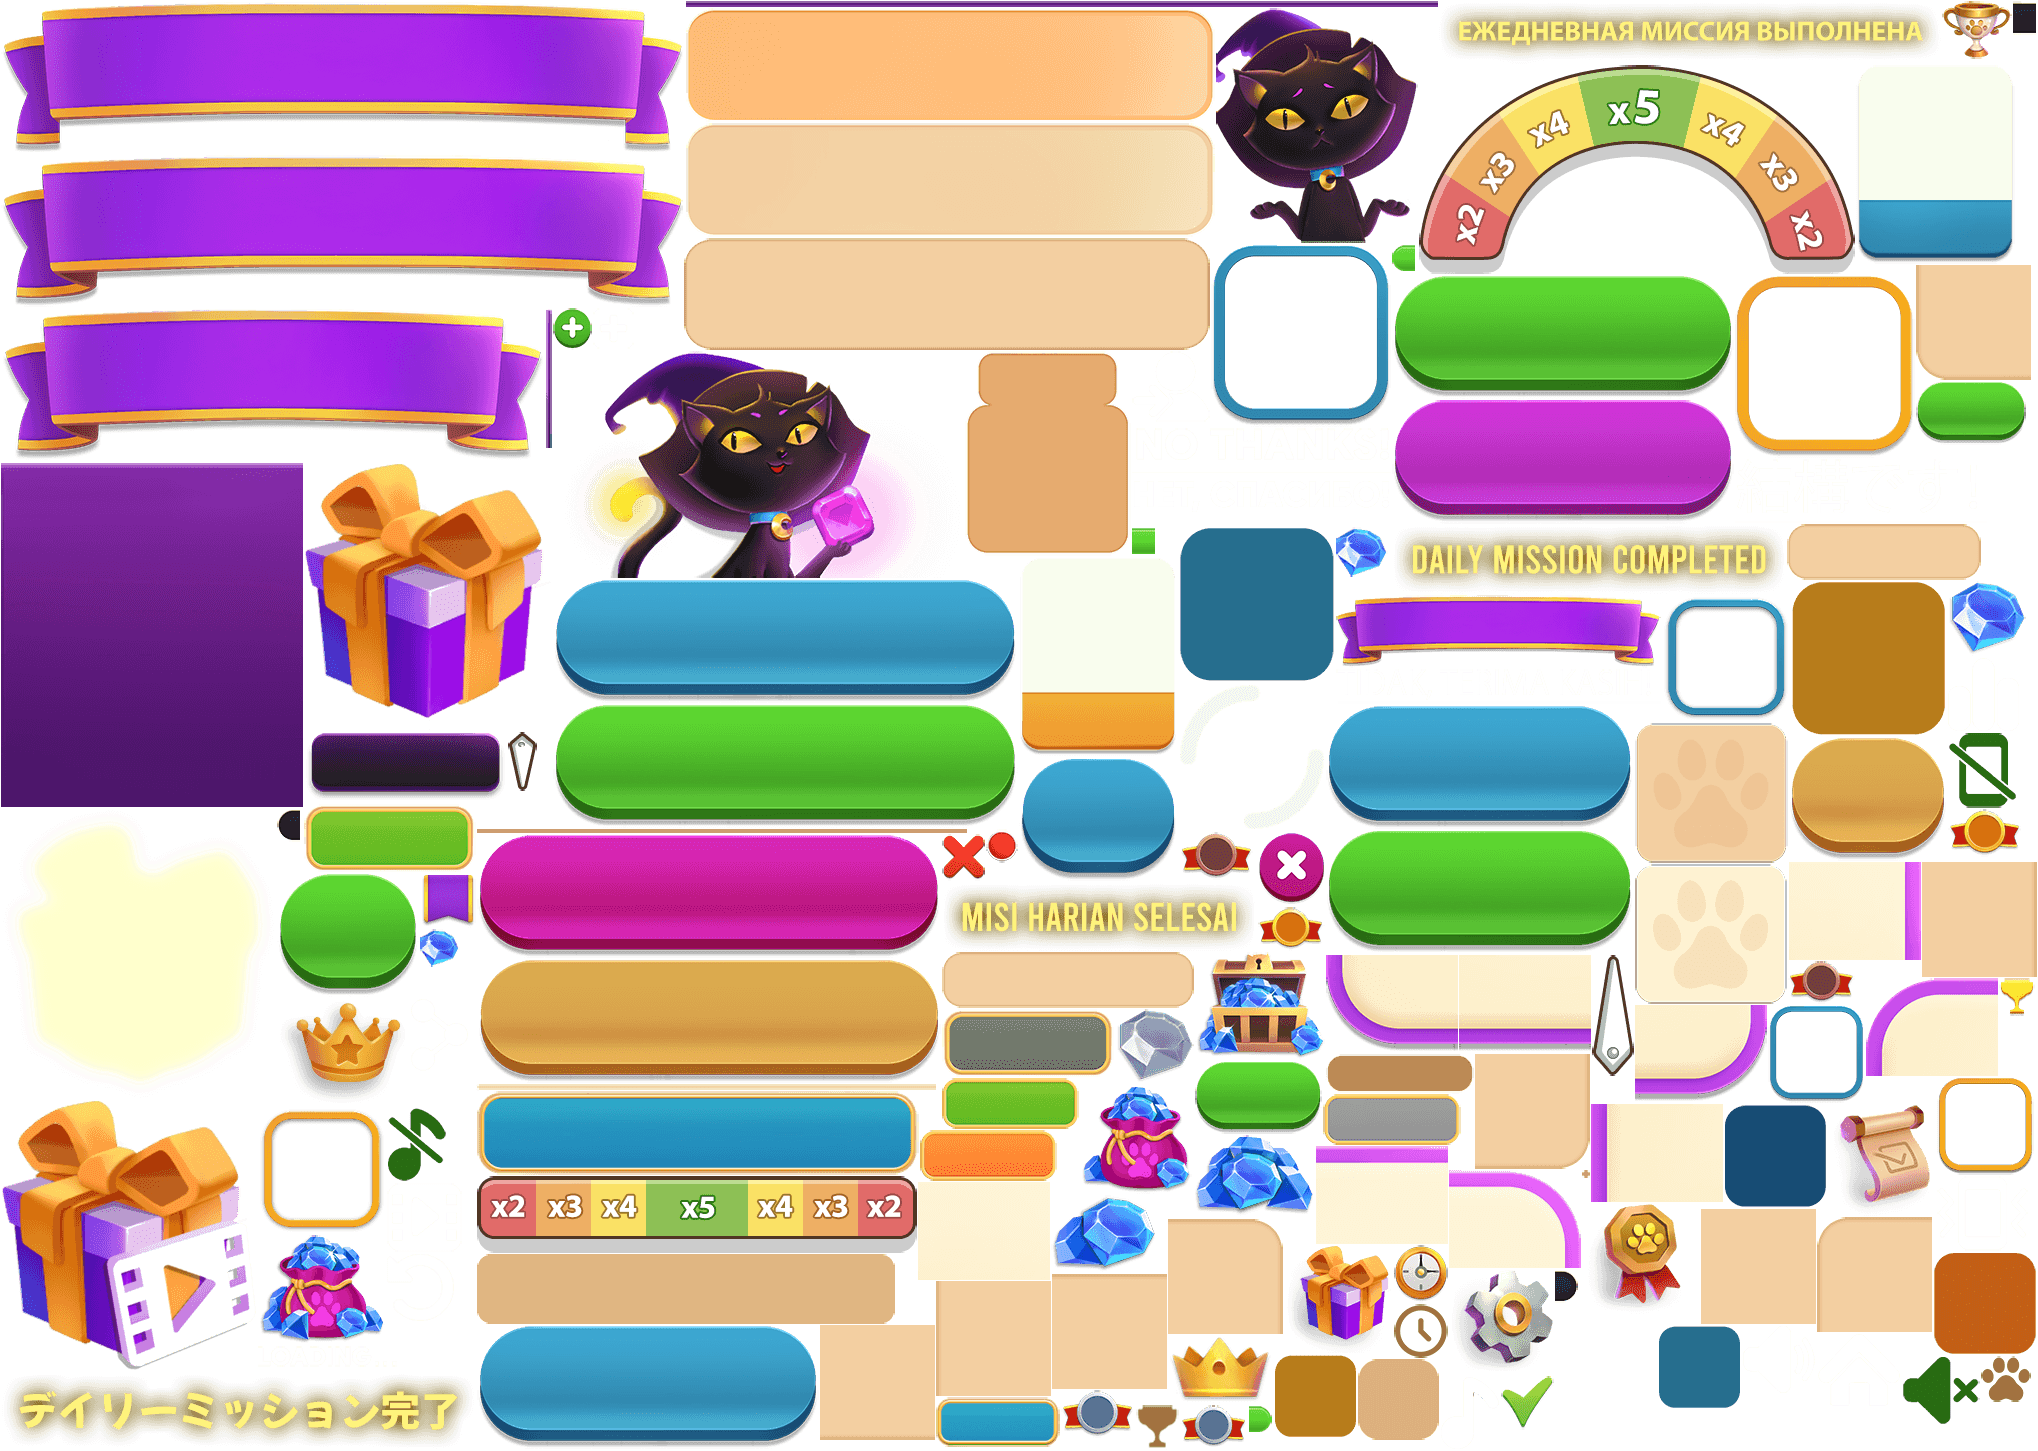 ЕЖЕДНЕВНАЯ МИССИЯ ВЫПОЛНЕНА
x2 x3 x4 x5 x4 x3 x2
DAILY MISSION COMPLETED
MISI HARIAN SELESAI
x2 x3 x4 x5 x4 x3 x2
デイリーミッション完了